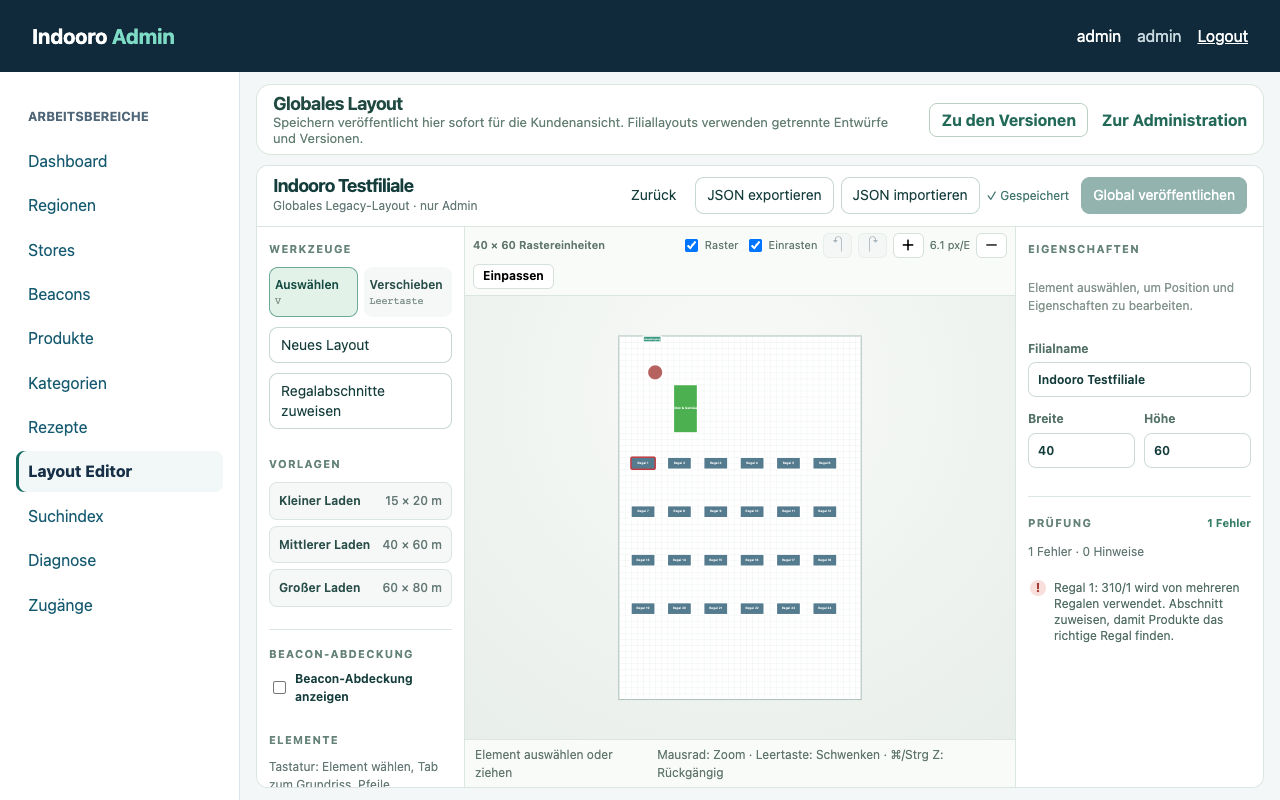 Indooro Admin
admin admin Logout
ARBEITSBEREICHE
Dashboard
Regionen
Stores
Beacons
Produkte
Kategorien
Rezepte
Layout Editor
Suchindex
Diagnose
Zugänge
Globales Layout
Speichern veröffentlicht hier sofort für die Kundenansicht. Filiallayouts verwenden getrennte Entwürfe
und Versionen.
Zu den Versionen
Zur Administration
Indooro Testfiliale
Globales Legacy-Layout · nur Admin
Zurück
JSON exportieren
JSON importieren
✓ Gespeichert
Global veröffentlichen
WERKZEUGE
Auswählen
V
Verschieben
Leertaste
Neues Layout
Regalabschnitte
zuweisen
VORLAGEN
Kleiner Laden 15 × 20 m
Mittlerer Laden 40 × 60 m
Großer Laden 60 × 80 m
BEACON-ABDECKUNG
Beacon-Abdeckung
anzeigen
ELEMENTE
Tastatur: Element wählen, Tab
zum Grundriss, Pfeile
40 × 60 Rastereinheiten
Raster
Einrasten
+
6.1 px/E
−
Einpassen
Regal 1
Element auswählen oder
ziehen
Mausrad: Zoom · Leertaste: Schwenken · ⌘/Strg Z:
Rückgängig
EIGENSCHAFTEN
Element auswählen, um Position und
Eigenschaften zu bearbeiten.
Filialname
Indooro Testfiliale
Breite Höhe
40 60
PRÜFUNG 1 Fehler
1 Fehler · 0 Hinweise
! Regal 1: 310/1 wird von mehreren
Regalen verwendet. Abschnitt
zuweisen, damit Produkte das
richtige Regal finden.